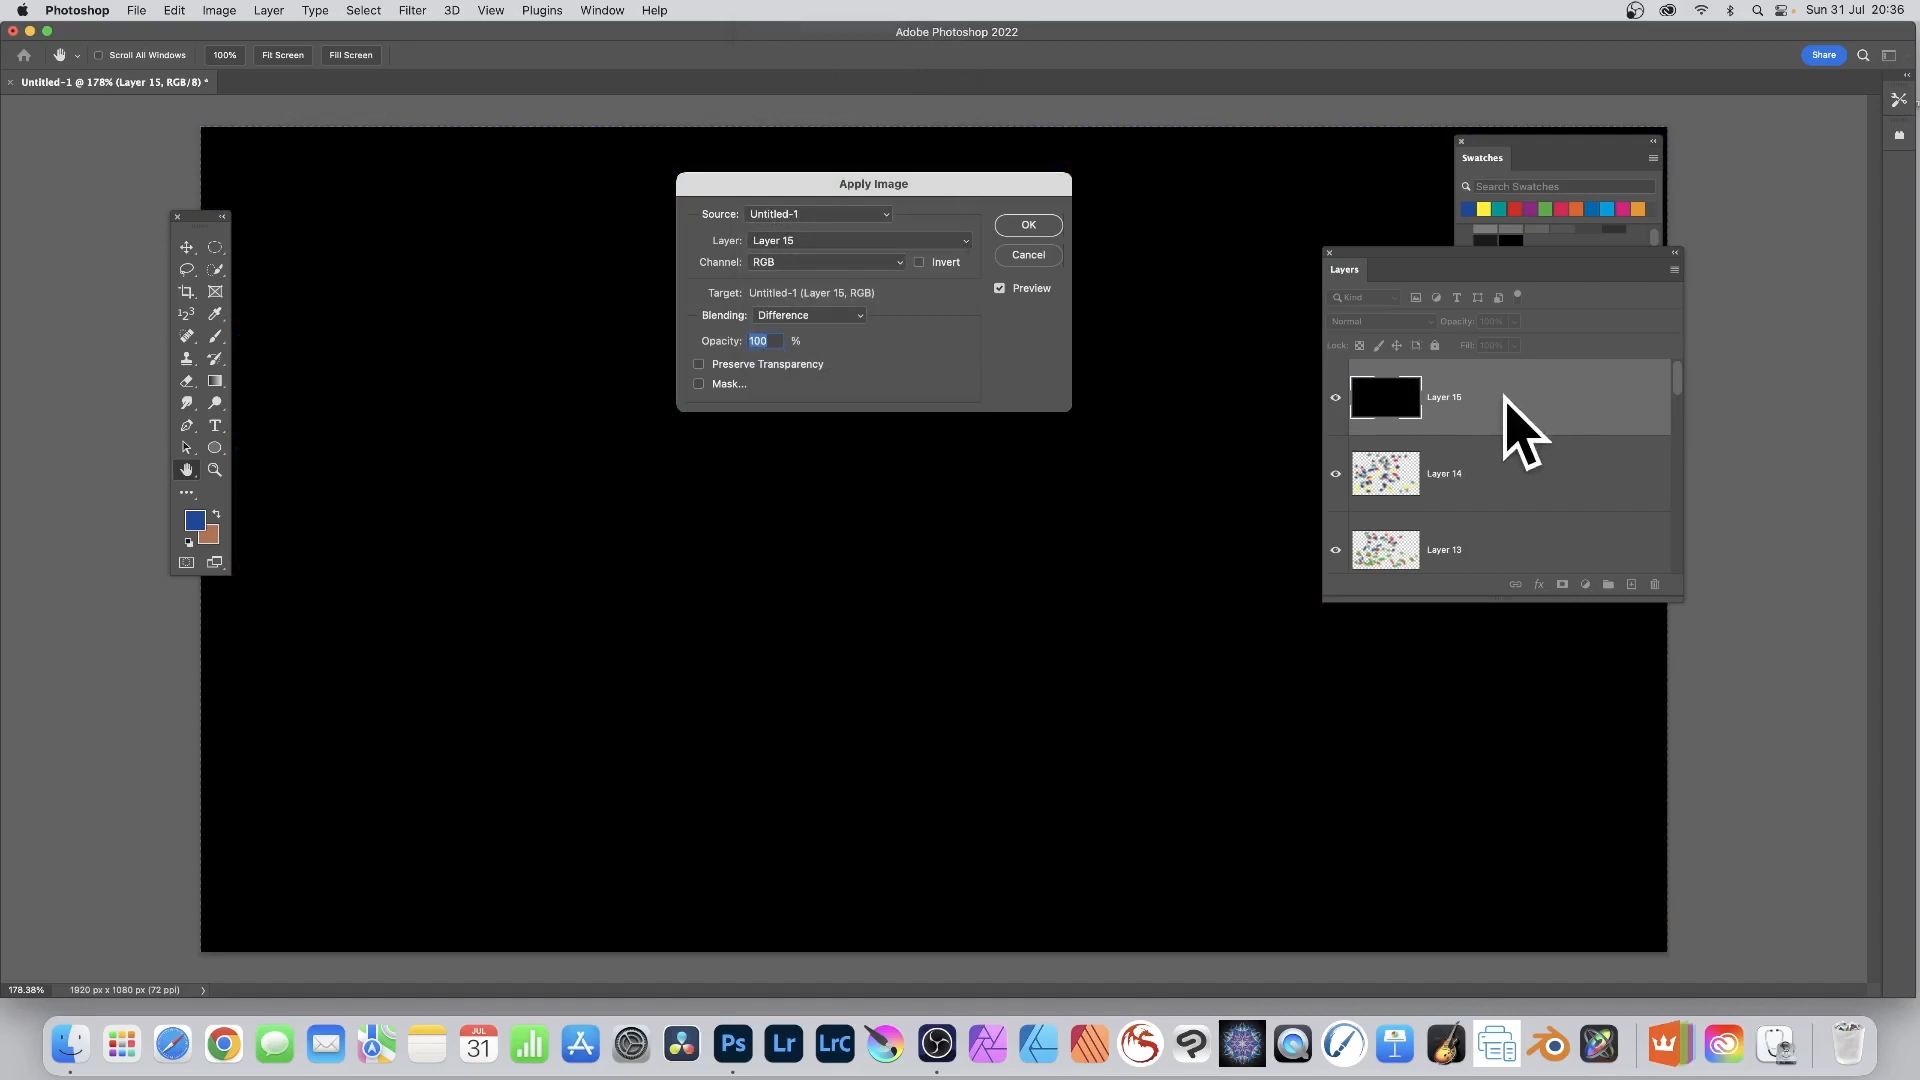 Photoshop File Edit Image Layer Type Select Filter 3D View Plugins Window Help Sun 31 Jul 20:36
Adobe Photoshop 2022
Scroll All Windows 100% Fit Screen Fill Screen Share
Untitled-1 @ 178% (Layer 15, RGB/8) *
Apply Image
Source: Untitled-1
Layer: Layer 15
Channel: RGB Invert
Target: Untitled-1 (Layer 15, RGB)
Blending: Difference
Opacity: 100 %
Preserve Transparency
Mask...
OK
Cancel
Preview
Swatches
Search Swatches
Layers
Kind
Normal Opacity: 100%
Lock: Fill: 100%
Layer 15
Layer 14
Layer 13
178.38% 1920 px x 1080 px (72 ppi)
JUL
31
Ps
Lr
LrC